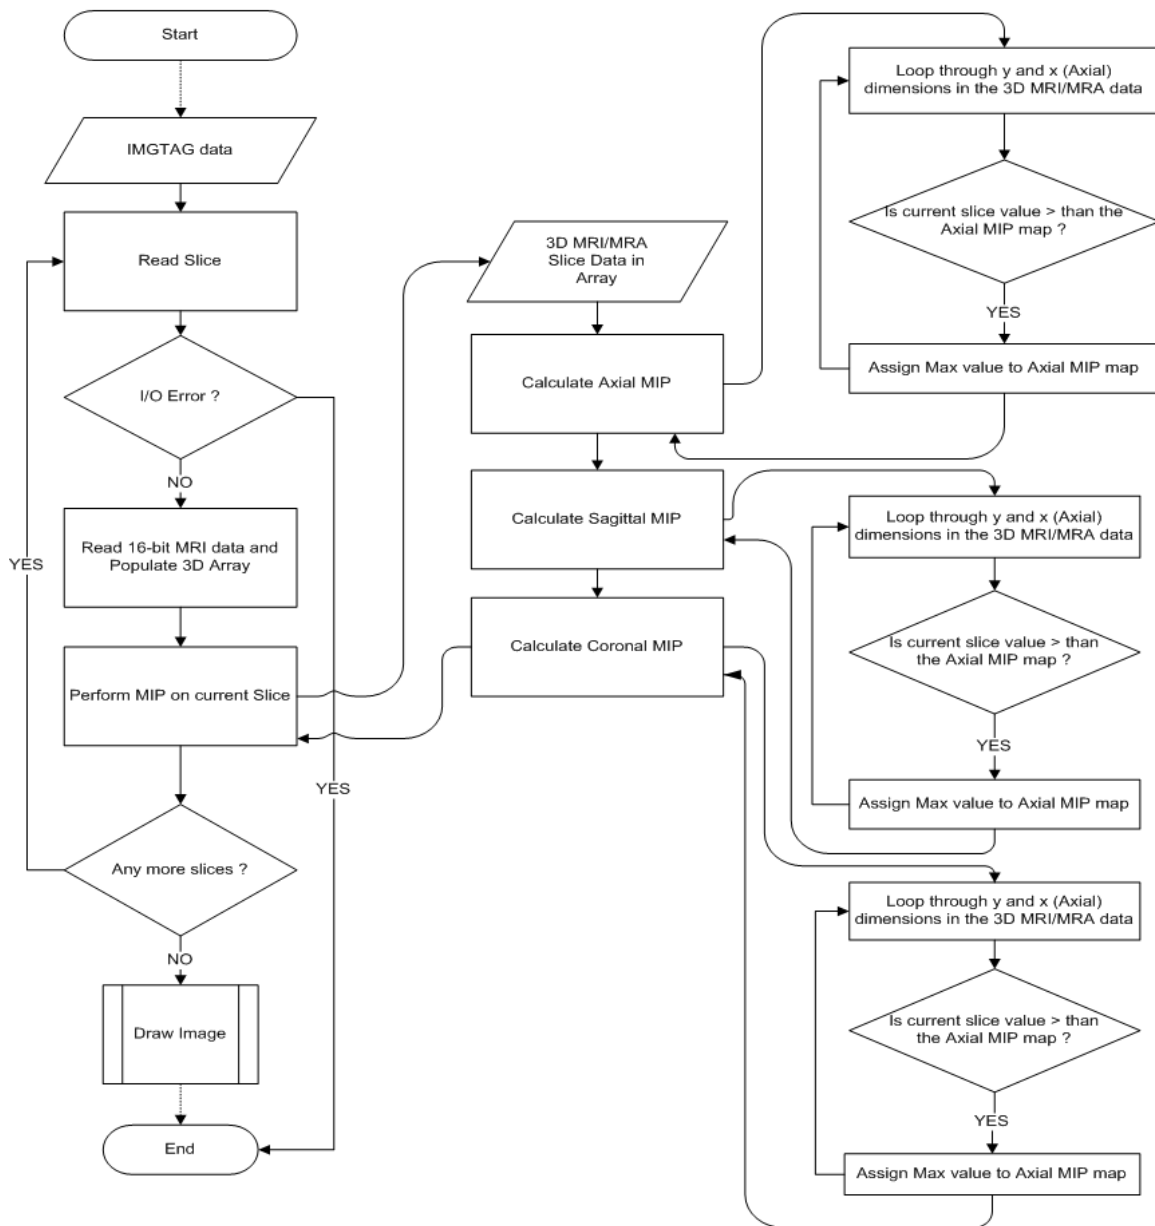 Start
IMGTAG data
Read Slice
I/O Error ?
NO
Read 16-bit MRI data and
Populate 3D Array
YES
Perform MIP on current Slice
YES
Any more slices ?
NO
Draw Image
End
3D MRI/MRA
Slice Data in
Array
Calculate Axial MIP
Calculate Sagittal MIP
Calculate Coronal MIP
Loop through y and x (Axial)
dimensions in the 3D MRI/MRA data
Is current slice value > than the
Axial MIP map ?
YES
Assign Max value to Axial MIP map
Loop through y and x (Axial)
dimensions in the 3D MRI/MRA data
Is current slice value > than
the Axial MIP map ?
YES
Assign Max value to Axial MIP map
Loop through y and x (Axial)
dimensions in the 3D MRI/MRA data
Is current slice value > than
the Axial MIP map ?
YES
Assign Max value to Axial MIP map